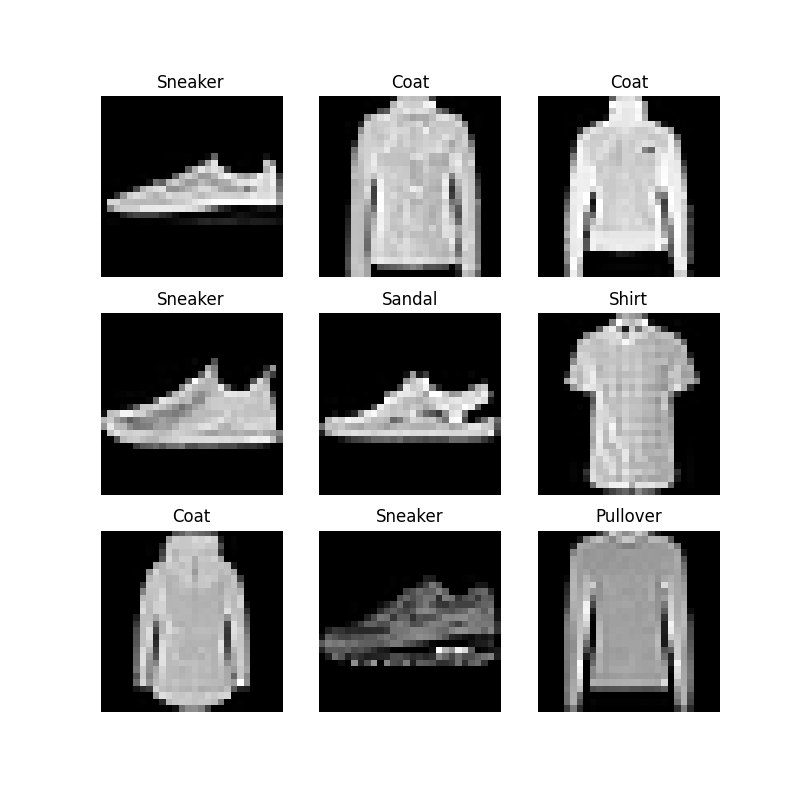 Sneaker
Coat
Coat
Sneaker
Sandal
Shirt
Coat
Sneaker
Pullover